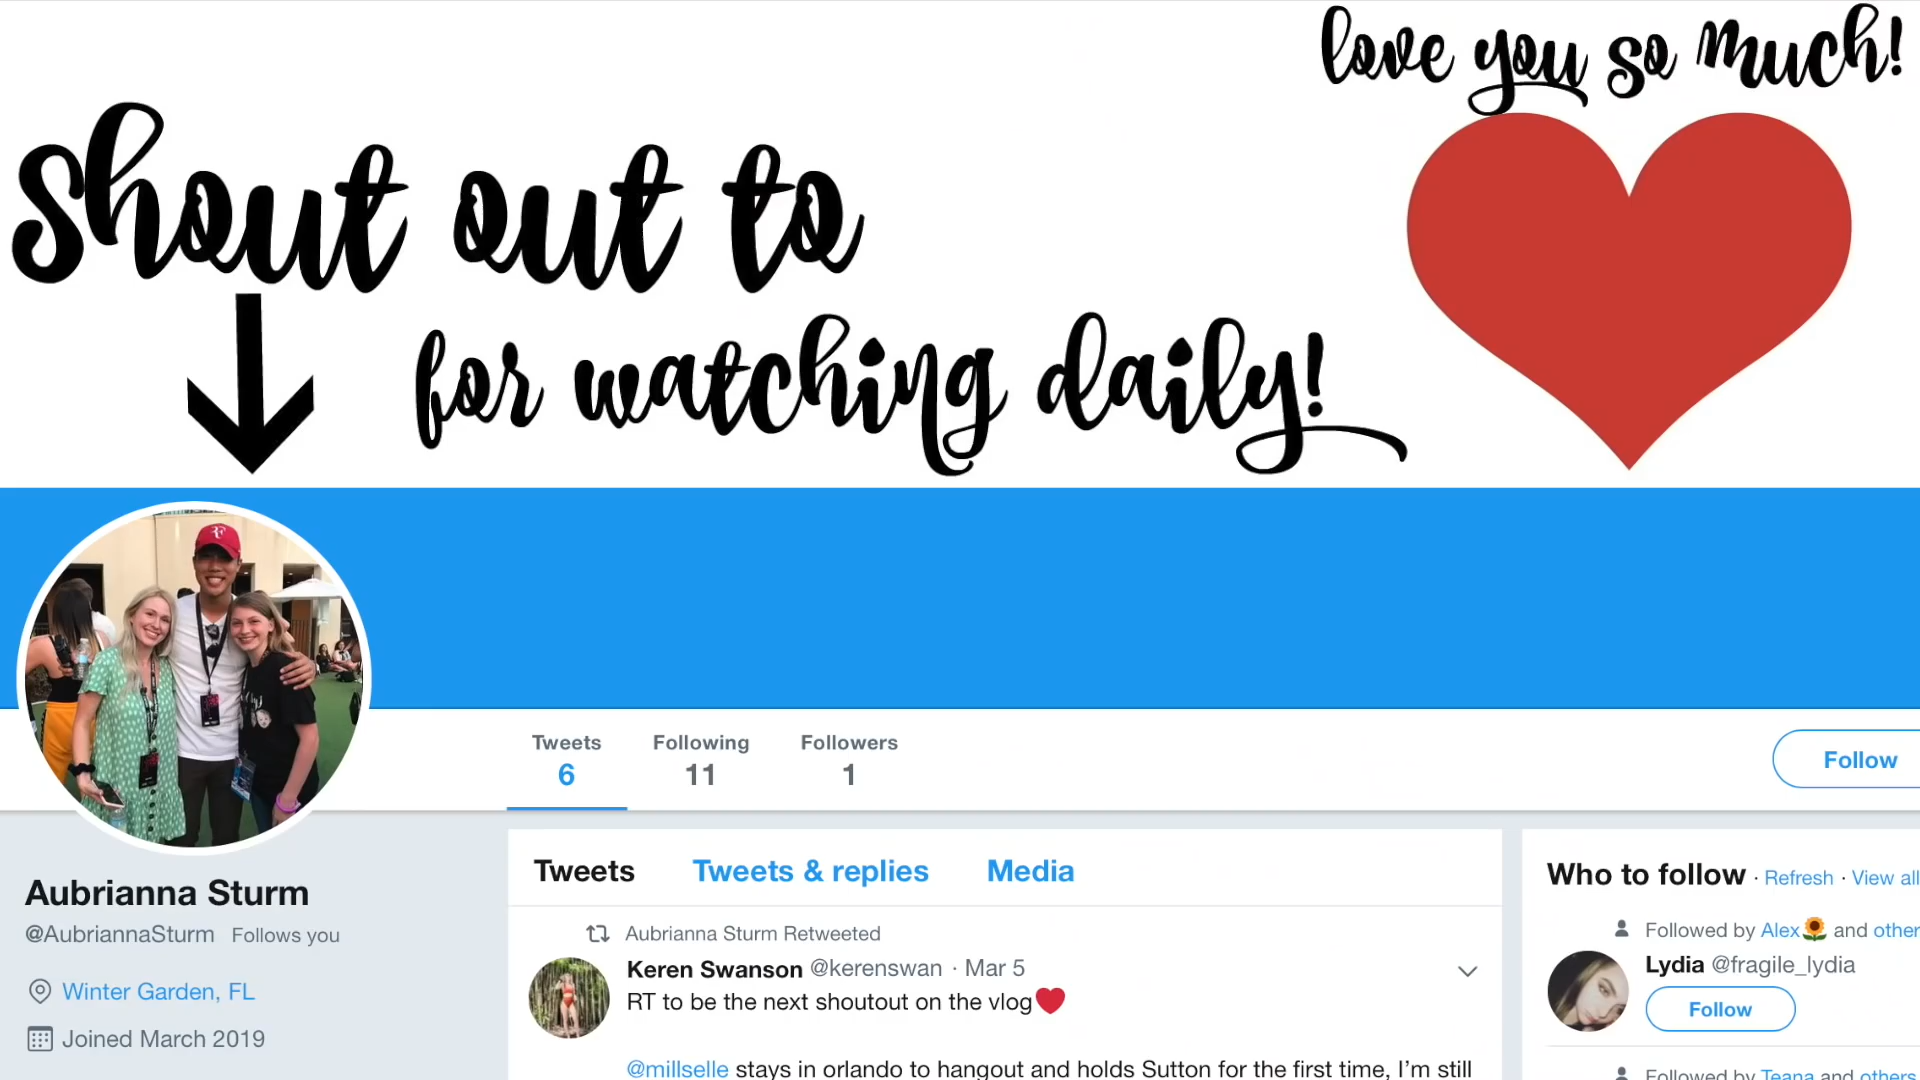 love you so much!
Shout out to
for watching daily!
Tweets Following Followers
6 11 1
Follow
Aubrianna Sturm
@AubriannaSturm Follows you
Winter Garden, FL
Joined March 2019
Tweets Tweets & replies Media
Aubrianna Sturm Retweeted
Keren Swanson @kerenswan · Mar 5
RT to be the next shoutout on the vlog❤️
@millselle stays in orlando to hangout and holds Sutton for the first time, I’m still
Who to follow · Refresh · View all
Followed by Alex🌻 and other
Lydia @fragile_lydia
Follow
Followed by Teana and others